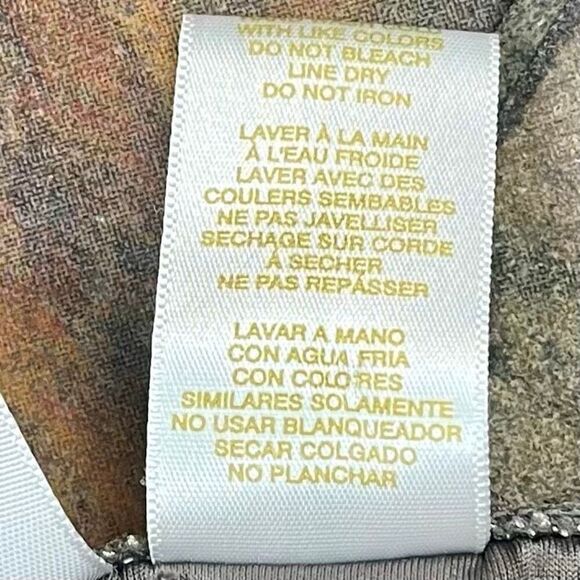 WITH LIKE COLORS
DO NOT BLEACH
LINE DRY
DO NOT IRON
LAVER À LA MAIN
À L'EAU FROIDE
LAVER AVEC DES
COULERS SEMBABLES
NE PAS JAVELLISER
SECHAGE SUR CORDE
À SECHER
NE PAS REPASSER
LAVAR A MANO
CON AGUA FRIA
CON COLORES
SIMILARES SOLAMENTE
NO USAR BLANQUEADOR
SECAR COLGADO
NO PLANCHAR